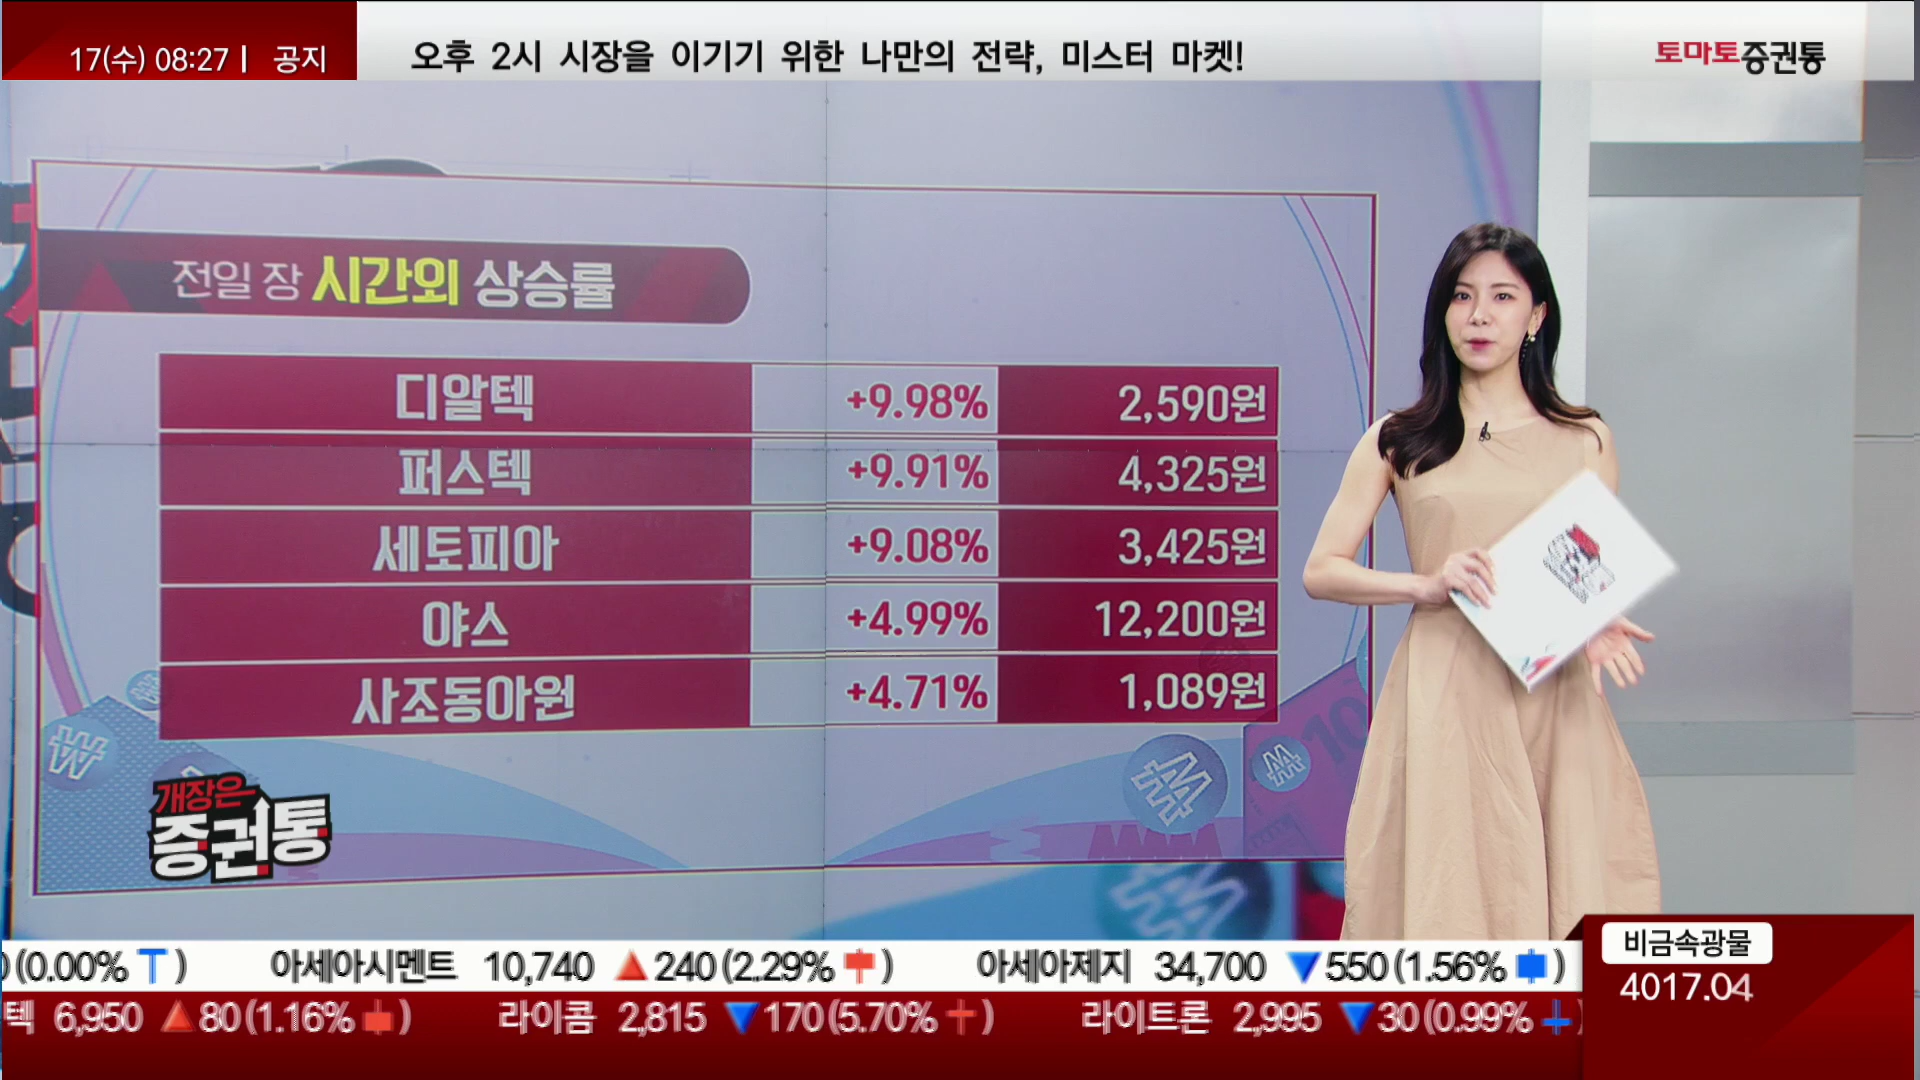 17(수) 08:27 | 공지
오후 2시 시장을 이기기 위한 나만의 전략, 미스터 마켓!
토마토증권통
전일 장 시간외 상승률
디알텍 +9.98% 2,590원
퍼스텍 +9.91% 4,325원
세토피아 +9.08% 3,425원
야스 +4.99% 12,200원
사조동아원 +4.71% 1,089원
개장은
증권통
(0.00% ) 아세아시멘트 10,740 ▲240(2.29% ) 아세아제지 34,700 ▼550(1.56% )
텍 6,950 ▲80(1.16% ) 라이콤 2,815 ▼170(5.70% ) 라이트론 2,995 ▼30(0.99% )
비금속광물
4017.04